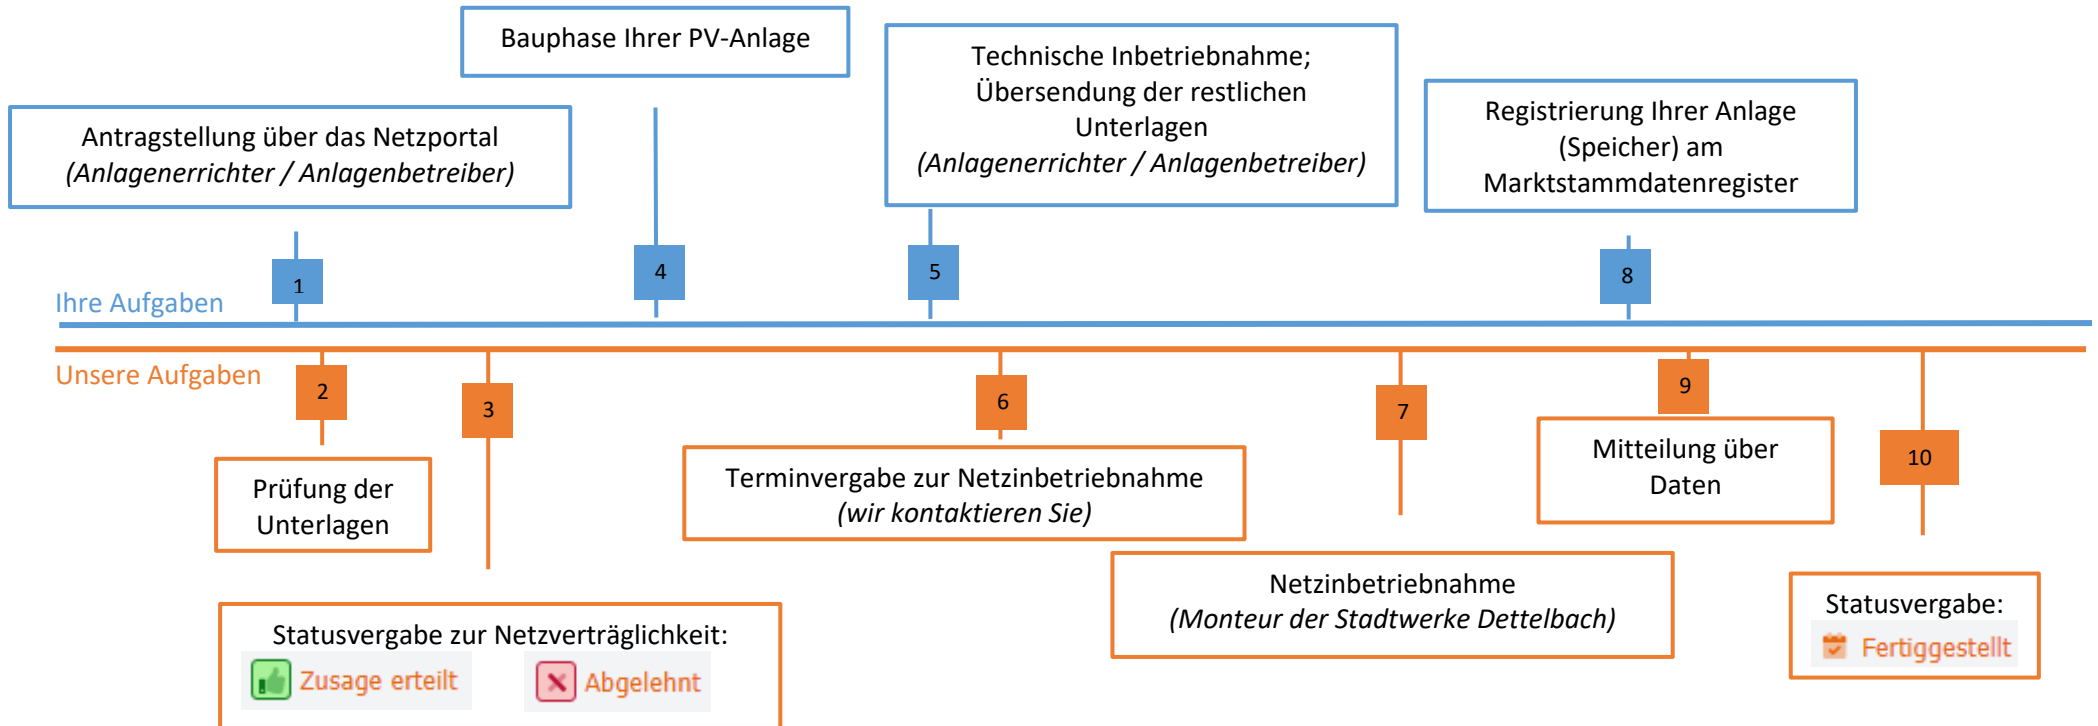 Bauphase Ihrer PV-Anlage
Technische Inbetriebnahme;
Übersendung der restlichen
Unterlagen
(Anlagenerrichter / Anlagenbetreiber)
Antragstellung über das Netzportal
(Anlagenerrichter / Anlagenbetreiber)
Registrierung Ihrer Anlage
(Speicher) am
Marktstammdatenregister
1
4
5
8
Ihre Aufgaben
Unsere Aufgaben
2
3
6
7
9
10
Prüfung der
Unterlagen
Terminvergabe zur Netzinbetriebnahme
(wir kontaktieren Sie)
Mitteilung über
Daten
Netzinbetriebnahme
(Monteur der Stadtwerke Dettelbach)
Statusvergabe:
Fertiggestellt
Statusvergabe zur Netzverträglichkeit:
Zusage erteilt
Abgelehnt